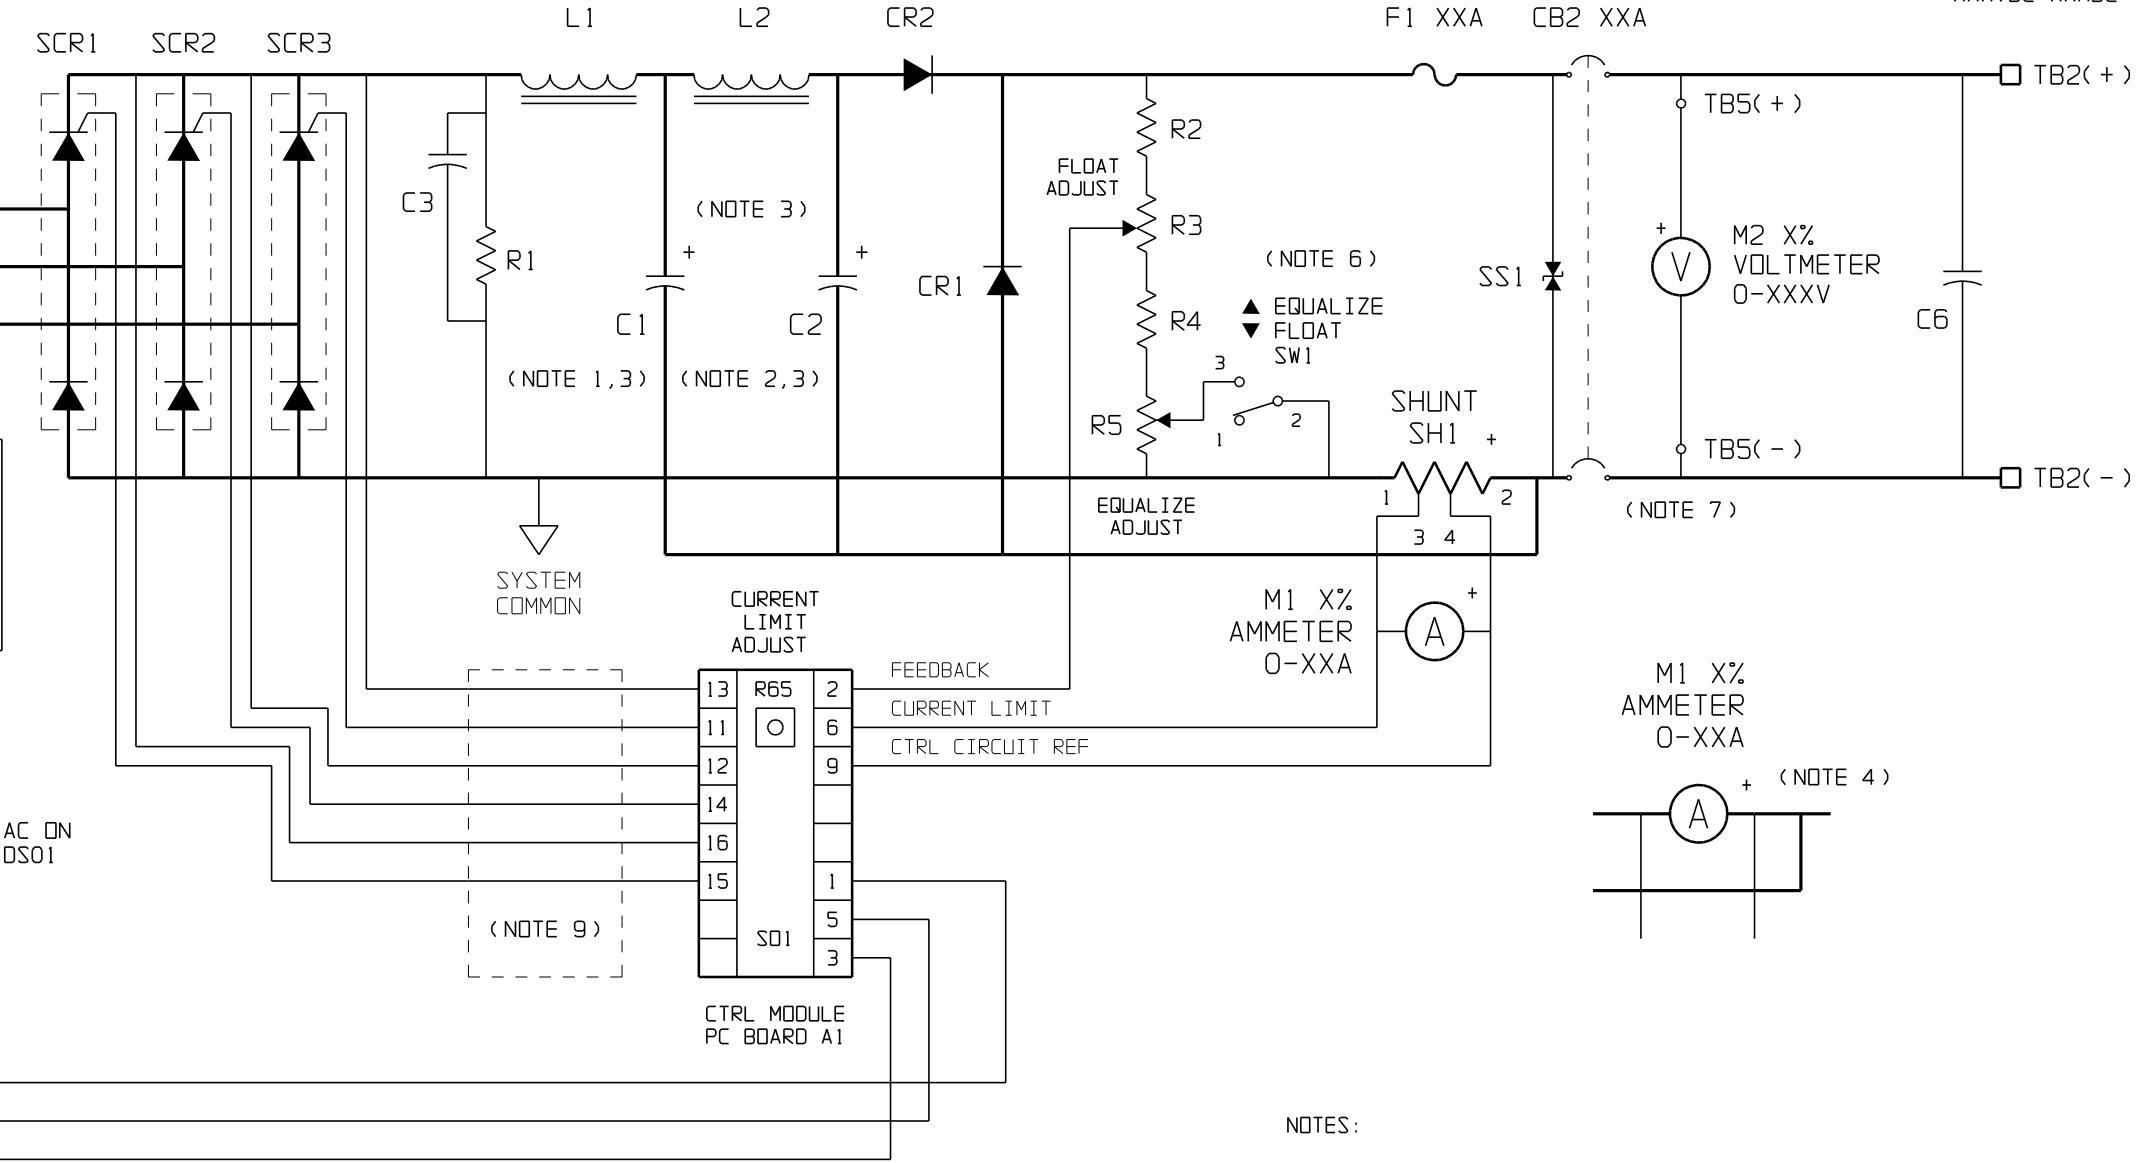 L1 L2 CR2 F1 XXA CB2 XXA
SCR1 SCR2 SCR3
TB2(+)
TB5(+)
R2
FLOAT
ADJUST
C3
(NOTE 3)
R3
+ M2 X%
VOLTMETER
0-XXXV
V
+ +
R1
(NOTE 6)
SS1
CR1
EQUALIZE
FLOAT
SW1
C1 C2
R4
C6
3
(NOTE 1,3) (NOTE 2,3)
SHUNT
SH1 +
R5
1 2
TB5(-)
TB2(-)
1 2
EQUALIZE
ADJUST
(NOTE 7)
3 4
SYSTEM
COMMON
CURRENT
LIMIT
ADJUST
M1 X%
AMMETER
0-XXA
+
A
13 R65 2 FEEDBACK
11 6 CURRENT LIMIT
12 9 CTRL CIRCUIT REF
14
16
15 1
5
SO1
3
M1 X%
AMMETER
0-XXA
+ (NOTE 4)
A
AC ON
DS01
(NOTE 9)
CTRL MODULE
PC BOARD A1
NOTES: